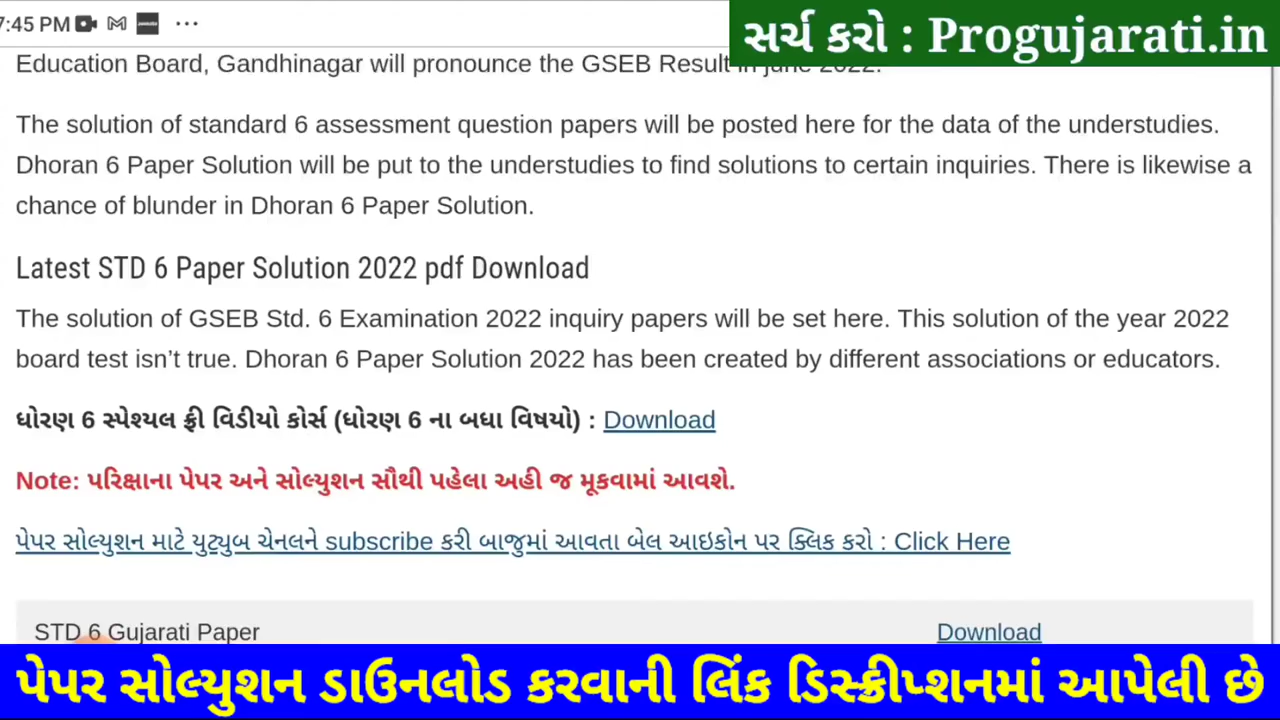 7:45 PM
સર્ચ કરો : Progujarati.in
Education Board, Gandhinagar will pronounce the GSEB Result in june 2022.
The solution of standard 6 assessment question papers will be posted here for the data of the understudies.
Dhoran 6 Paper Solution will be put to the understudies to find solutions to certain inquiries. There is likewise a
chance of blunder in Dhoran 6 Paper Solution.
Latest STD 6 Paper Solution 2022 pdf Download
The solution of GSEB Std. 6 Examination 2022 inquiry papers will be set here. This solution of the year 2022
board test isn’t true. Dhoran 6 Paper Solution 2022 has been created by different associations or educators.
ધોરણ 6 સ્પેશ્યલ ફ્રી વિડીયો કોર્સ (ધોરણ 6 ના બધા વિષયો) : Download
Note: પરિક્ષાના પેપર અને સોલ્યુશન સૌથી પહેલા અહી જ મૂકવામાં આવશે.
પેપર સોલ્યુશન માટે યુટ્યુબ ચેનલને subscribe કરી બાજુમાં આવતા બેલ આઇકોન પર ક્લિક કરો : Click Here
STD 6 Gujarati Paper Download
પેપર સોલ્યુશન ડાઉનલોડ કરવાની લિંક ડિસ્ક્રીપ્શનમાં આપેલી છે